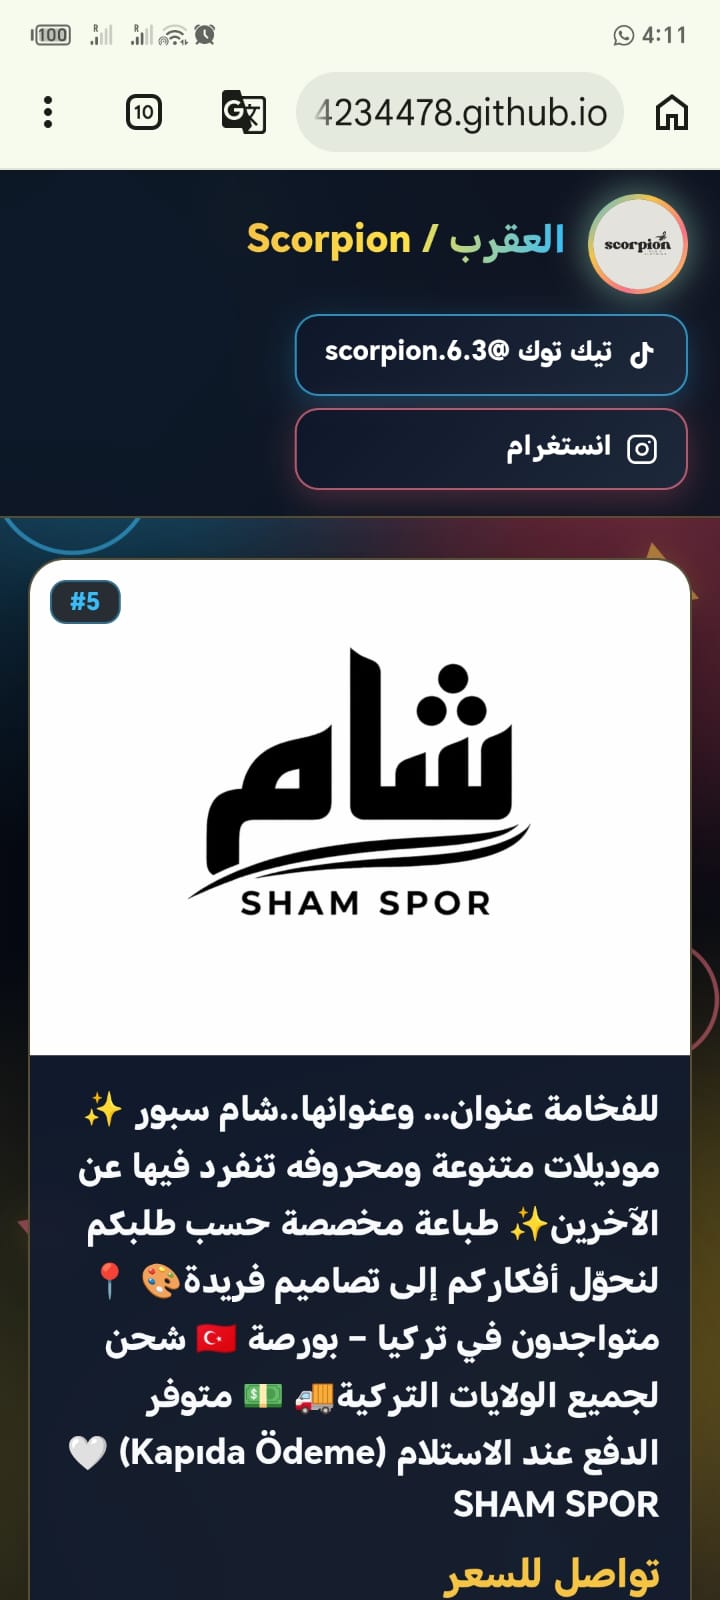 100
R
R
4:11
10
4234478.github.io
العقرب / Scorpion
scorpion
تيك توك @scorpion.6.3
انستغرام
#5
شام
SHAM SPOR
للفخامة عنوان... وعنوانها..شام سبور ✨
موديلات متنوعة ومحروفه تنفرد فيها عن
الآخرين✨ طباعة مخصصة حسب طلبكم
لنحوّل أفكاركم إلى تصاميم فريدة🎨 📍
متواجدون في تركيا – بورصة 🇹🇷 شحن
لجميع الولايات التركية🚚 💵 متوفر
الدفع عند الاستلام (Kapıda Ödeme) 🤍
SHAM SPOR
تواصل للسعر